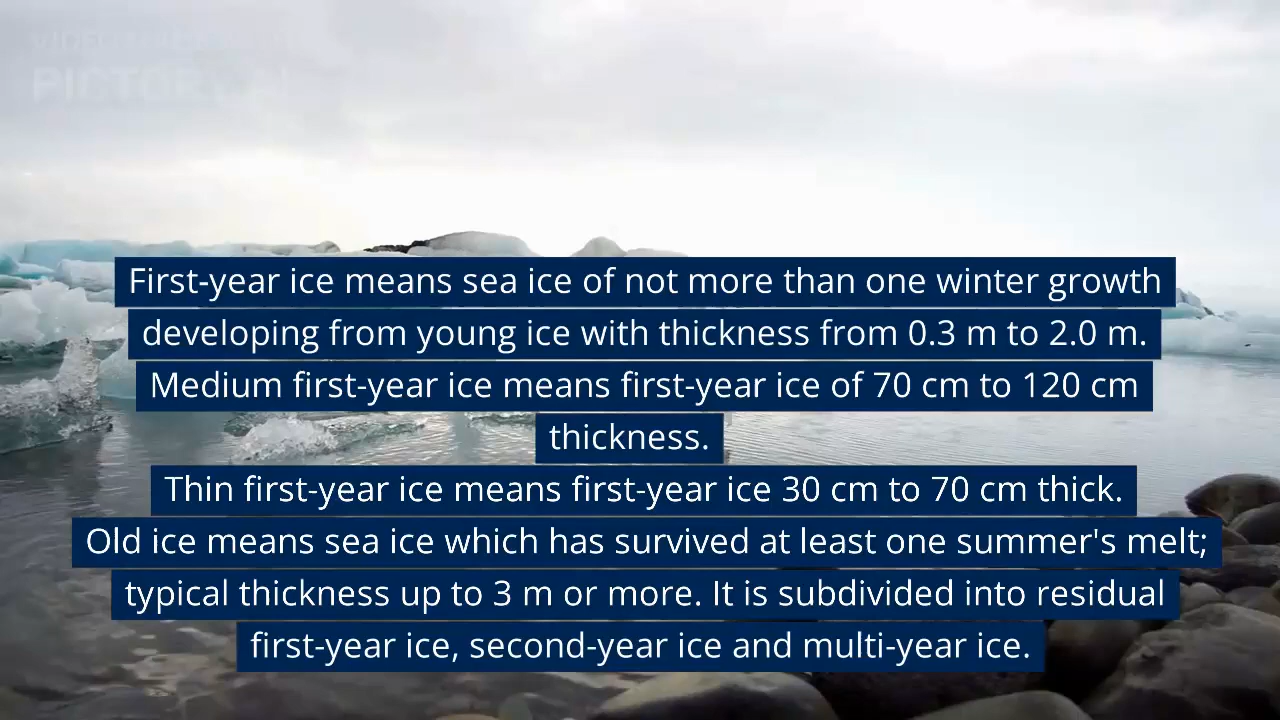 First-year ice means sea ice of not more than one winter growth
developing from young ice with thickness from 0.3 m to 2.0 m.
Medium first-year ice means first-year ice of 70 cm to 120 cm
thickness.
Thin first-year ice means first-year ice 30 cm to 70 cm thick.
Old ice means sea ice which has survived at least one summer's melt;
typical thickness up to 3 m or more. It is subdivided into residual
first-year ice, second-year ice and multi-year ice.